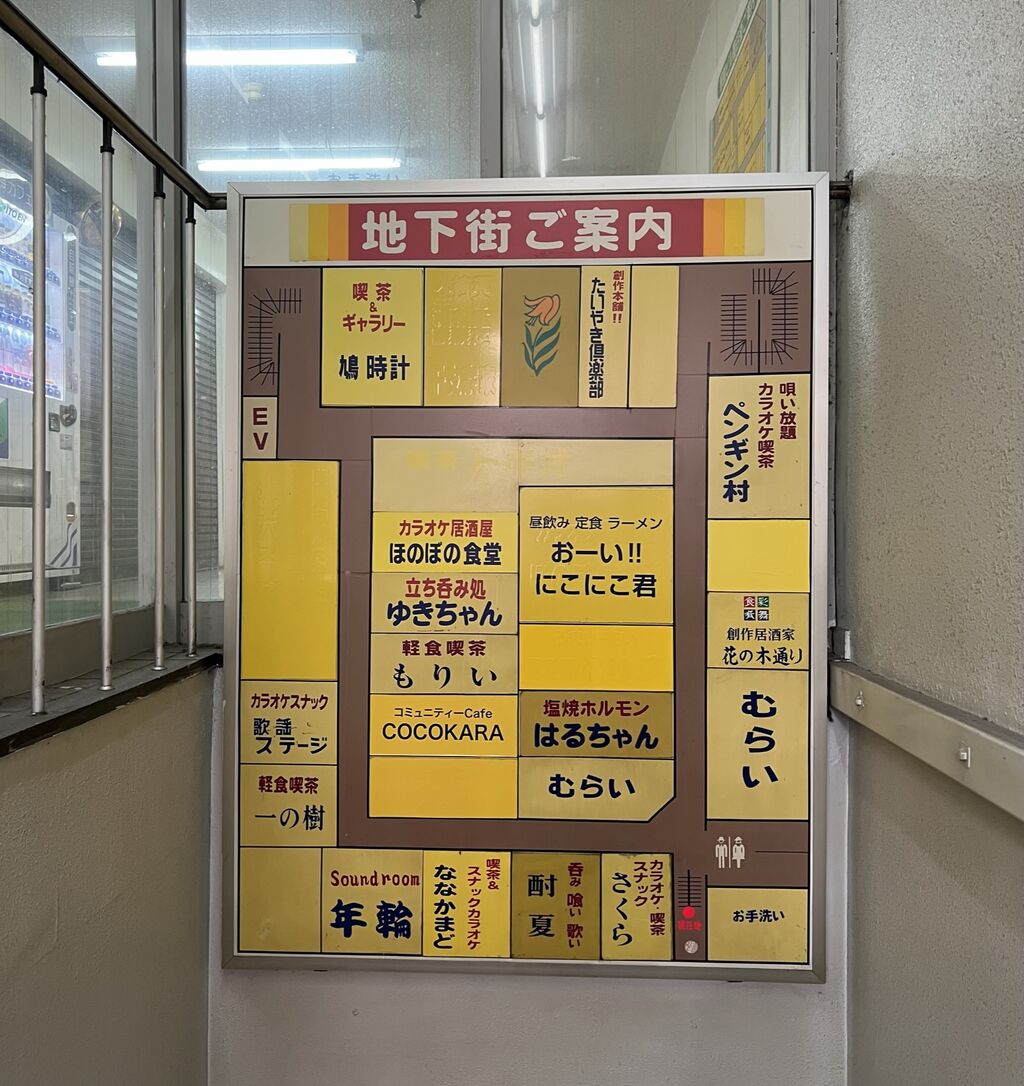 お手洗い
地下街ご案内
喫茶
&
ギャラリー
鳩時計
創作本舗!!
たいやき倶楽部
EV
唄い放題
カラオケ喫茶
ペンギン村
カラオケ居酒屋
ほのぼの食堂
昼飲み 定食 ラーメン
おーい!!
にこにこ君
立ち呑み処
ゆきちゃん
軽食喫茶
もりい
食彩
創作居酒家
花の木通り
カラオケスナック
歌謡
ステージ
コミュニティーCafe
COCOKARA
塩焼ホルモン
はるちゃん
むらい
むらい
軽食喫茶
一の樹
Soundroom
年輪
喫茶&
スナックカラオケ
ななかまど
呑み 喰い 歌い
酎夏
カラオケ・喫茶
スナック
さくら
現在地
お手洗い